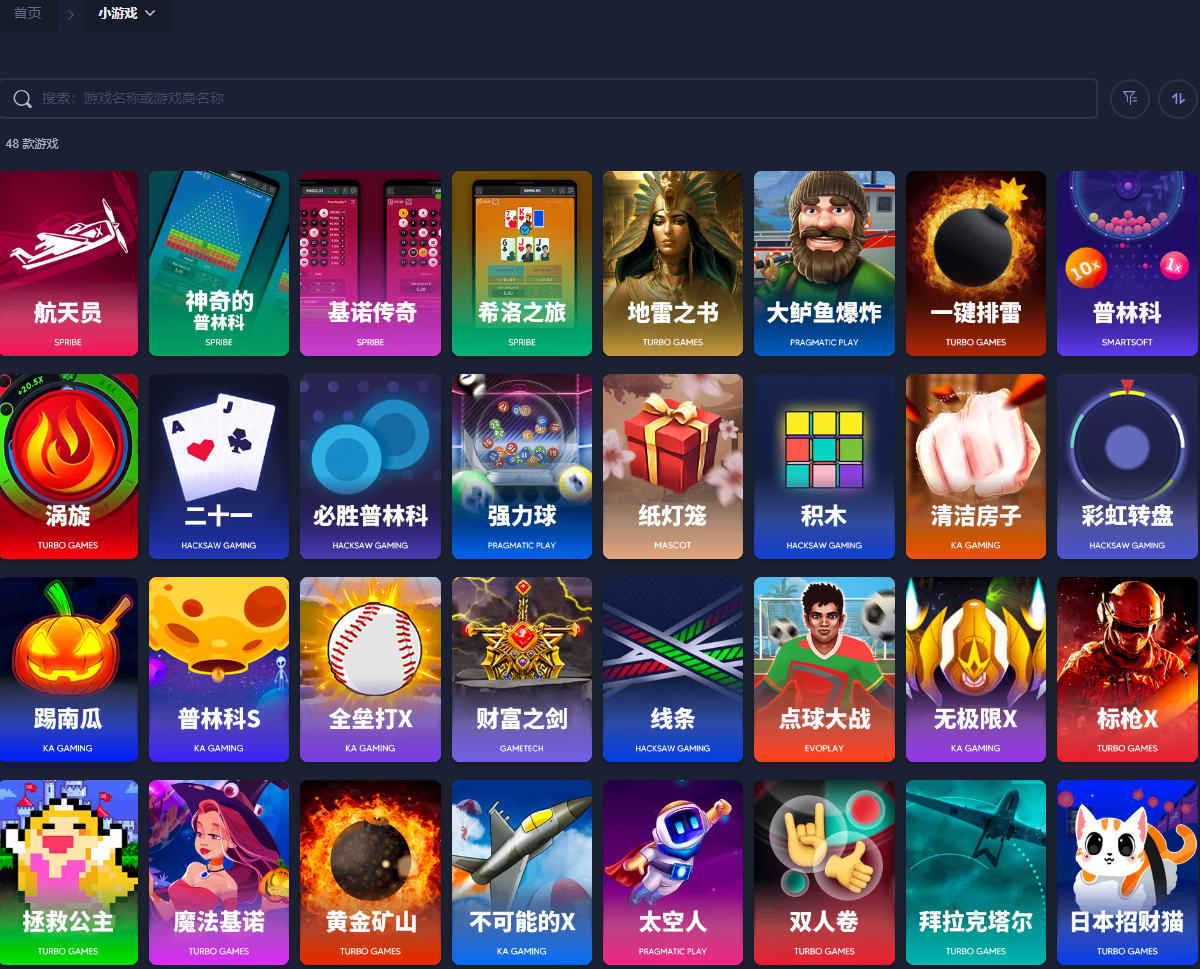 首页
小游戏
搜索：游戏名称或游戏商名称
48 款游戏
航天员
SPRIBE
神奇的
普林科
SPRIBE
基诺传奇
SPRIBE
希洛之旅
SPRIBE
地雷之书
TURBO GAMES
大鲈鱼爆炸
PRAGMATIC PLAY
一键排雷
TURBO GAMES
10x
1x
普林科
SMARTSOFT
+20.5X
涡旋
TURBO GAMES
A
J
二十一
HACKSAW GAMING
必胜普林科
HACKSAW GAMING
强力球
PRAGMATIC PLAY
纸灯笼
MASCOT
积木
HACKSAW GAMING
清洁房子
KA GAMING
彩虹转盘
HACKSAW GAMING
踢南瓜
KA GAMING
普林科S
KA GAMING
全垒打X
KA GAMING
财富之剑
GAMETECH
线条
HACKSAW GAMING
点球大战
EVOPLAY
无极限X
KA GAMING
标枪X
TURBO GAMES
拯救公主
TURBO GAMES
魔法基诺
TURBO GAMES
黄金矿山
TURBO GAMES
不可能的X
KA GAMING
太空人
PRAGMATIC PLAY
双人卷
TURBO GAMES
拜拉克塔尔
TURBO GAMES
日本招财猫
TURBO GAMES